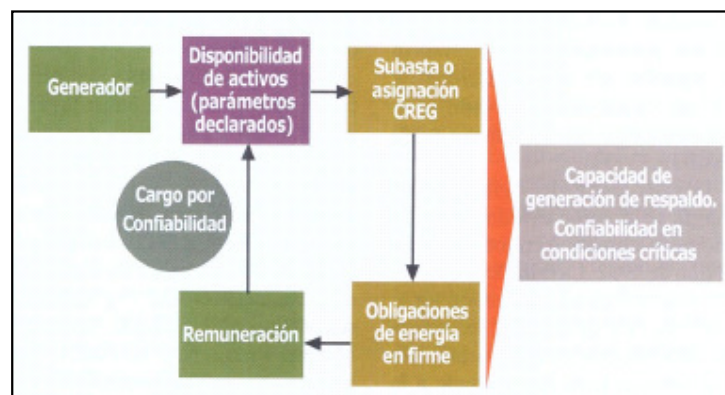 Generador
Disponibilidad
de activos
(parámetros
declarados)
Subasta o
asignación
CREG
Cargo por
Confiabilidad
Capacidad de
generación de respaldo.
Confiabilidad en
condiciones críticas
Remuneración
Obligaciones
de energía
en firme